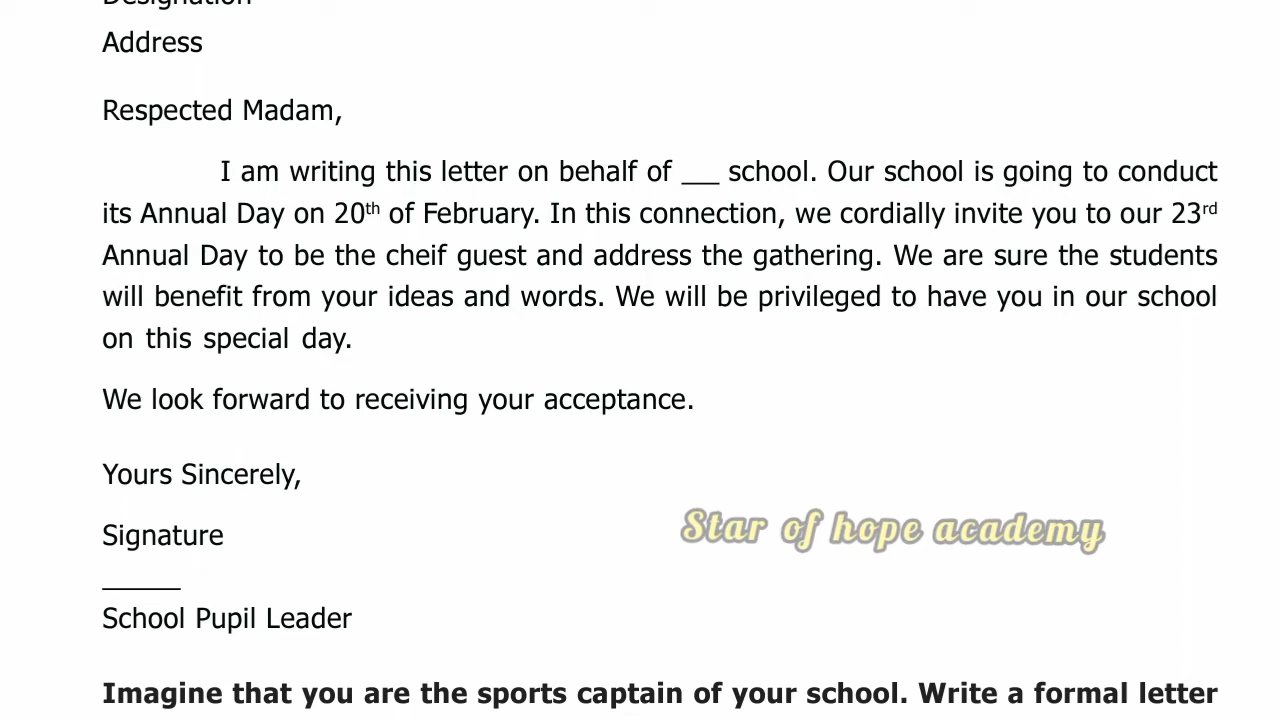 Designation
Address
Respected Madam,
I am writing this letter on behalf of ___ school. Our school is going to conduct
its Annual Day on 20th of February. In this connection, we cordially invite you to our 23rd
Annual Day to be the cheif guest and address the gathering. We are sure the students
will benefit from your ideas and words. We will be privileged to have you in our school
on this special day.
We look forward to receiving your acceptance.
Yours Sincerely,
Signature
Star of hope academy
_____
School Pupil Leader
Imagine that you are the sports captain of your school. Write a formal letter